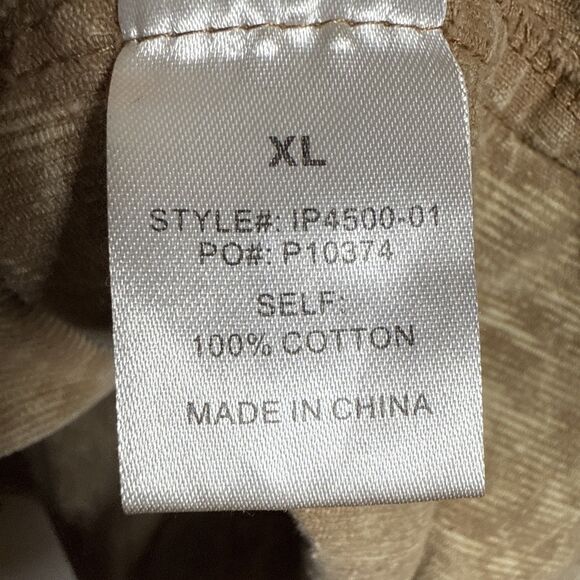 XL
STYLE#: IP4500-01
PO#: P10374
SELF:
100% COTTON
MADE IN CHINA